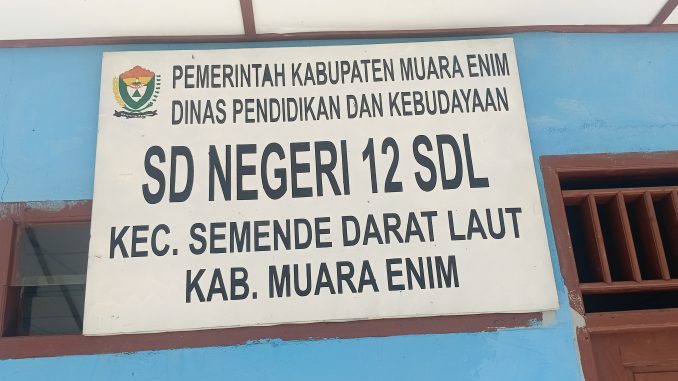 PEMERINTAH KABUPATEN MUARA ENIM
DINAS PENDIDIKAN DAN KEBUDAYAAN
SD NEGERI 12 SDL
KEC. SEMENDE DARAT LAUT
KAB. MUARA ENIM